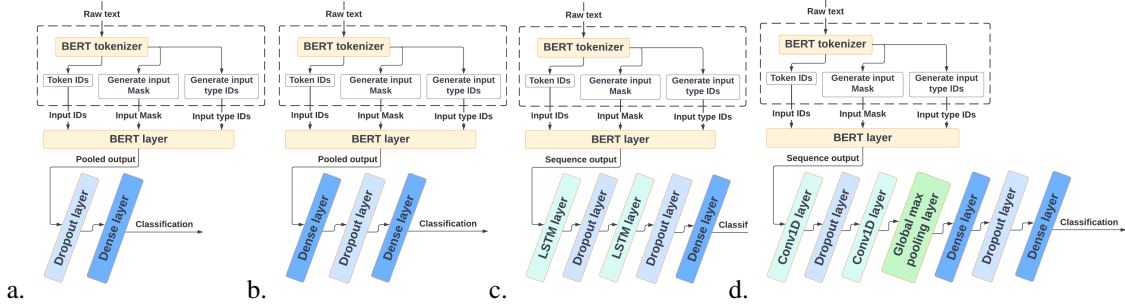 Raw text
BERT tokenizer
Token IDs
Generate input
Mask
Generate input
type IDs
Input IDs
Input Mask
Input type IDs
BERT layer
Pooled output
Dropout layer
Dense layer
Classification
a.
Raw text
BERT tokenizer
Token IDs
Generate input
Mask
Generate input
type IDs
Input IDs
Input Mask
Input type IDs
BERT layer
Pooled output
Dense layer
Dropout layer
Dense layer
Classification
b.
Raw text
BERT tokenizer
Token IDs
Generate input
Mask
Generate input
type IDs
Input IDs
Input Mask
Input type IDs
BERT layer
Sequence output
LSTM layer
Dropout layer
LSTM layer
Dropout layer
Dense layer
Classif
c.
Raw text
BERT tokenizer
Token IDs
Generate input
Mask
Generate input
type IDs
Input IDs
Input Mask
Input type IDs
BERT layer
Sequence output
Conv1D layer
Dropout layer
Conv1D layer
Global max
pooling layer
Dense layer
Dropout layer
Dense layer
Classification
d.